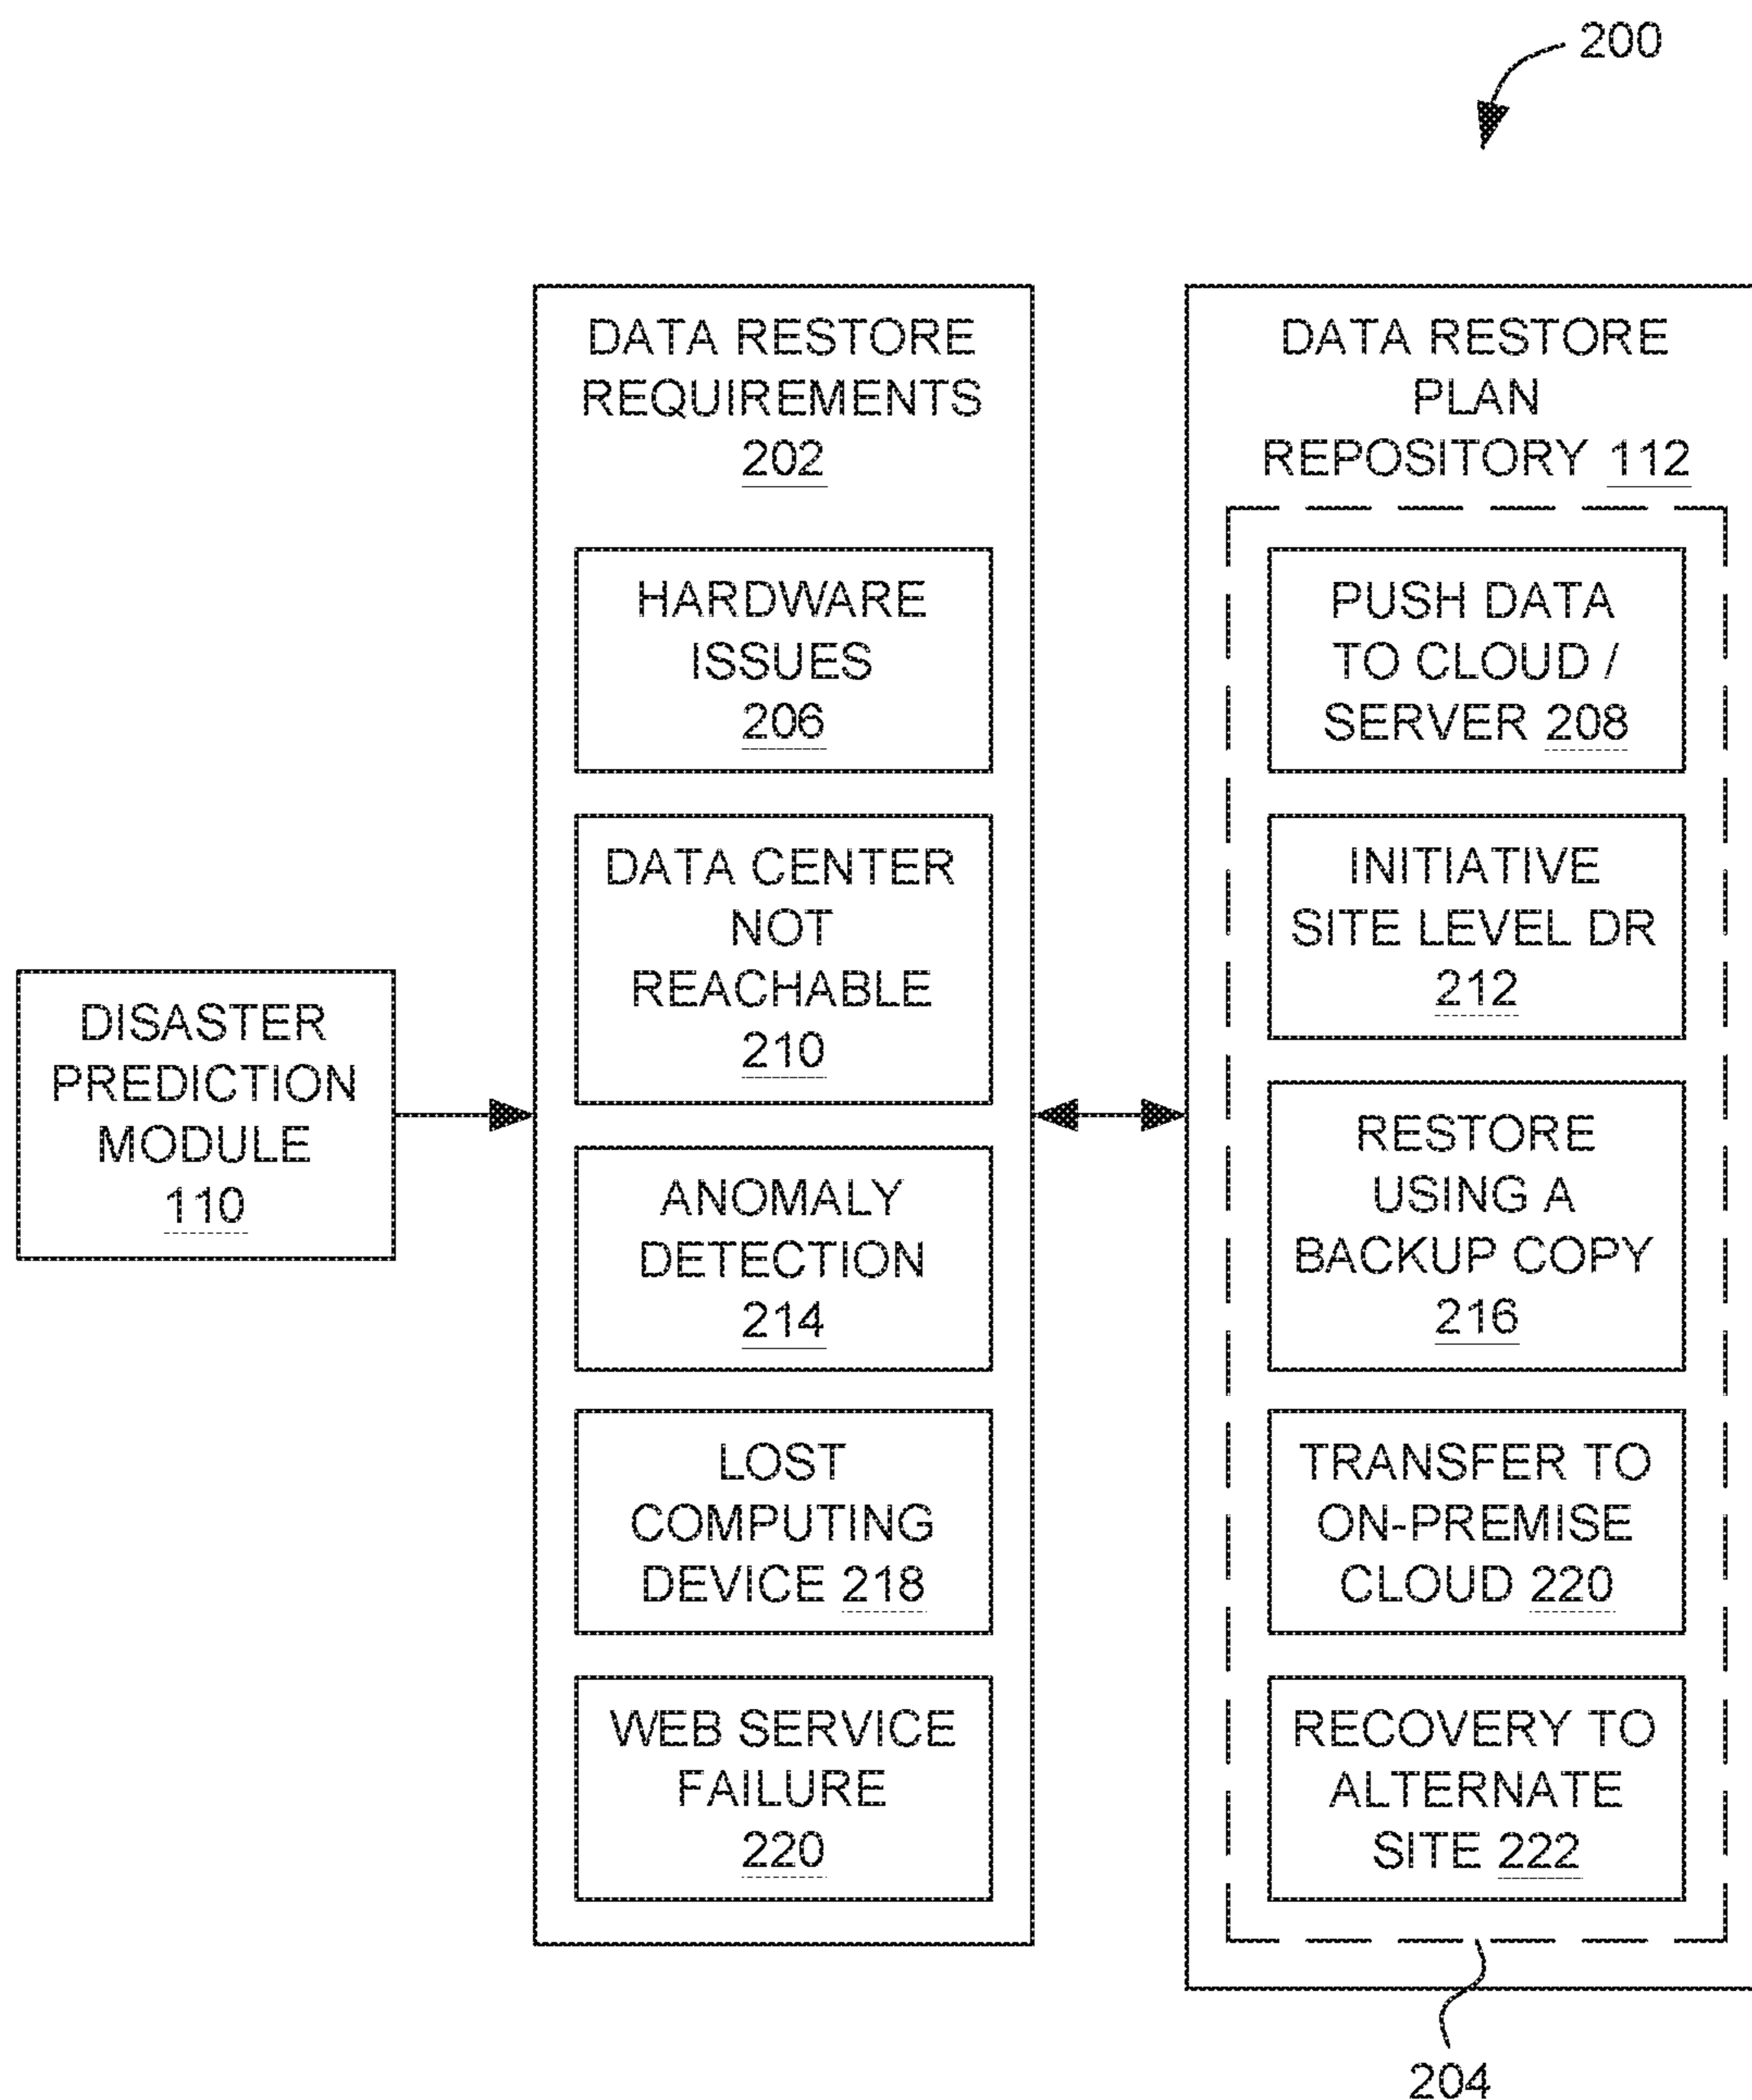 200
DISASTER
PREDICTION
MODULE
110
DATA RESTORE
REQUIREMENTS
202
HARDWARE
ISSUES
206
DATA CENTER
NOT
REACHABLE
210
ANOMALY
DETECTION
214
LOST
COMPUTING
DEVICE 218
WEB SERVICE
FAILURE
220
DATA RESTORE
PLAN
REPOSITORY 112
PUSH DATA
TO CLOUD /
SERVER 208
INITIATIVE
SITE LEVEL DR
212
RESTORE
USING A
BACKUP COPY
216
TRANSFER TO
ON-PREMISE
CLOUD 220
RECOVERY TO
ALTERNATE
SITE 222
204